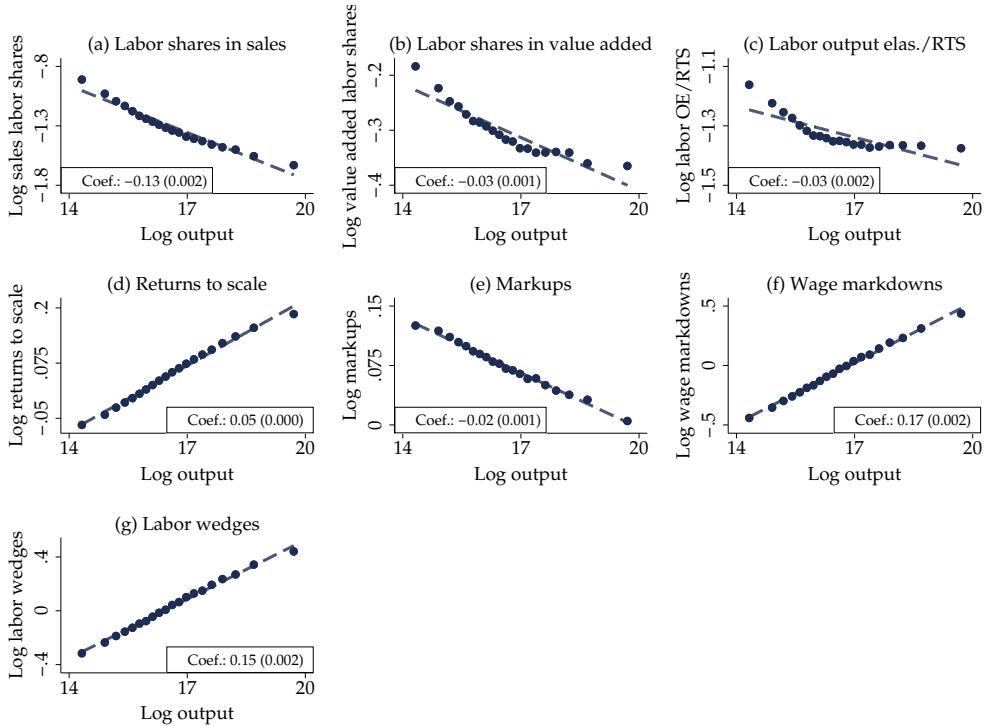 (a) Labor shares in sales
Log sales labor shares
−.8
−1.3
−1.8
Coef.: −0.13 (0.002)
14
17
20
Log output
(b) Labor shares in value added
Log value added labor shares
−.2
−.3
−.4
Coef.: −0.03 (0.001)
14
17
20
Log output
(c) Labor output elas./RTS
Log labor OE/RTS
−1.1
−1.3
−1.5
Coef.: −0.03 (0.002)
14
17
20
Log output
(d) Returns to scale
Log returns to scale
.2
.075
−.05
Coef.: 0.05 (0.000)
14
17
20
Log output
(e) Markups
Log markups
.15
.075
0
Coef.: −0.02 (0.001)
14
17
20
Log output
(f) Wage markdowns
Log wage markdowns
.5
0
−.5
Coef.: 0.17 (0.002)
14
17
20
Log output
(g) Labor wedges
Log labor wedges
.4
0
−.4
Coef.: 0.15 (0.002)
14
17
20
Log output